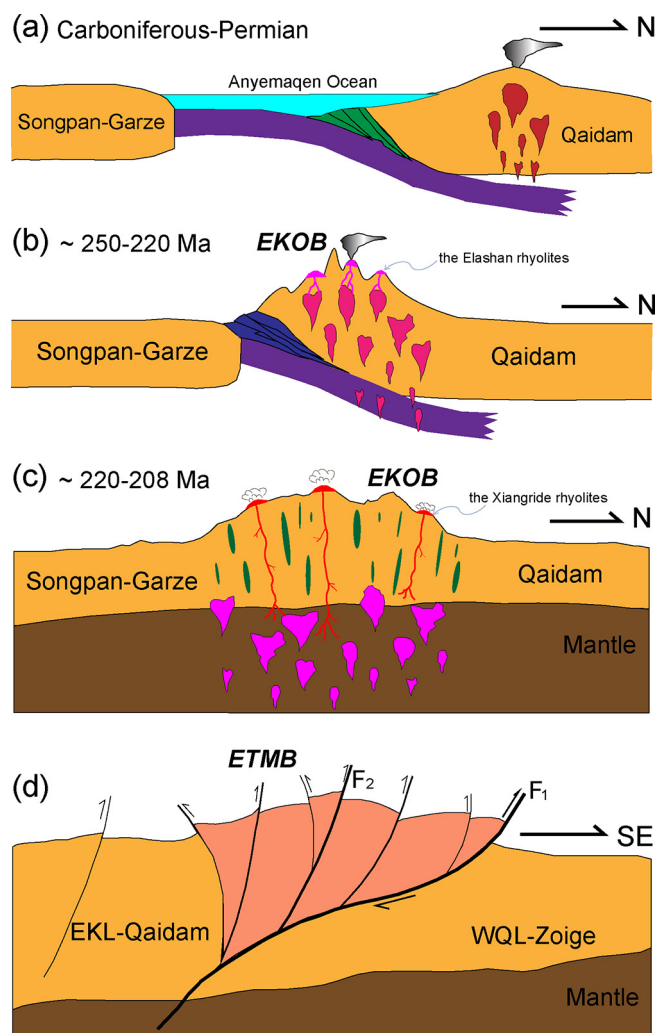 (a) Carboniferous-Permian
N
Anyemaqen Ocean
Songpan-Garze
Qaidam
(b) ~ 250-220 Ma
EKOB
the Elashan rhyolites
N
Songpan-Garze
Qaidam
(c) ~ 220-208 Ma
EKOB
the Xiangride rhyolites
N
Songpan-Garze
Qaidam
Mantle
(d)
ETMB
F2
F1
SE
EKL-Qaidam
WQL-Zoige
Mantle